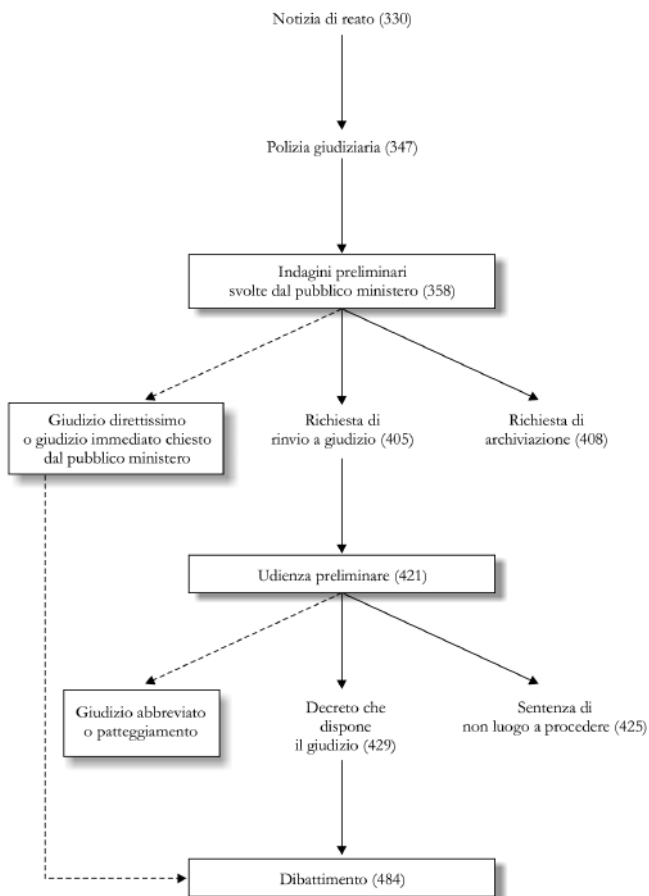 Notizia di reato (330)
Polizia giudiziaria (347)
Indagini preliminari
svolte dal pubblico ministero (358)
Giudizio direttissimo
o giudizio immediato chiesto
dal pubblico ministero
Richiesta di
rinvio a giudizio (405)
Richiesta di
archiviazione (408)
Udienza preliminare (421)
Giudizio abbreviato
o patteggiamento
Decreto che
dispone
il giudizio (429)
Sentenza di
non luogo a procedere (425)
Dibattimento (484)